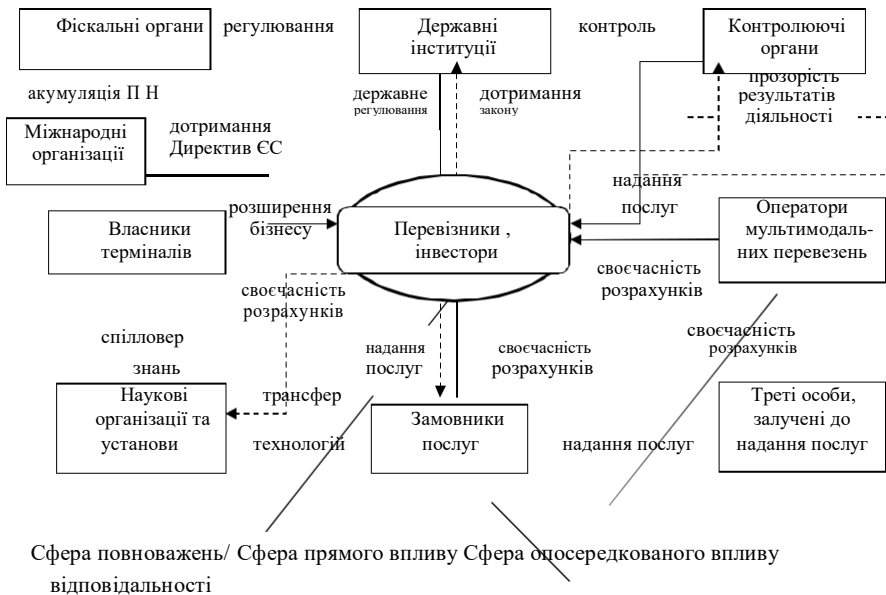 Фіскальні органи
регулювання
Державні
інституції
контроль
Контролюючі
органи
прозорість
результатів
діяльності
акумуляція П Н
державне
регулювання
дотримання
закону
Міжнародні
організації
дотримання
Директив ЄС
надання
послуг
Власники
терміналів
розширення
бізнесу
Перевізники ,
інвестори
Оператори
мультимодаль-
них перевезень
своєчасність
розрахунків
своєчасність
розрахунків
спілловер
знань
надання
послуг
своєчасність
розрахунків
своєчасність
розрахунків
Наукові
організації та
установи
трансфер
технологій
Замовники
послуг
надання послуг
Треті особи,
залучені до
надання послуг
Сфера повноважень/ Сфера прямого впливу Сфера опосередкованого впливу
відповідальності